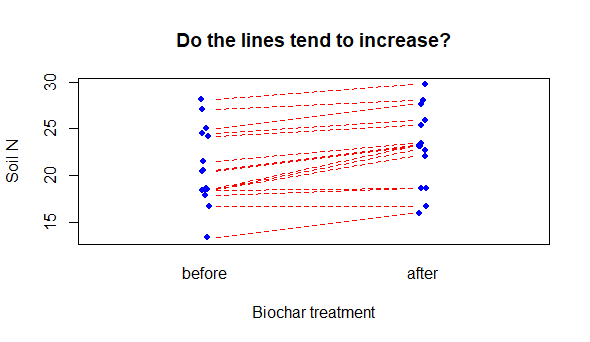 Do the lines tend to increase?
30
25
20
15
Soil N
before after
Biochar treatment